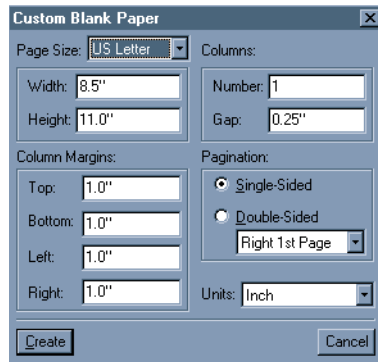 Custom Blank Paper
Page Size: US Letter
Columns:
Width: 8.5"
Number: 1
Height: 11.0"
Gap: 0.25"
Column Margins:
Pagination:
Top: 1.0"
Single-Sided
Bottom: 1.0"
Double-Sided
Right 1st Page
Left: 1.0"
Right: 1.0"
Units: Inch
Create
Cancel